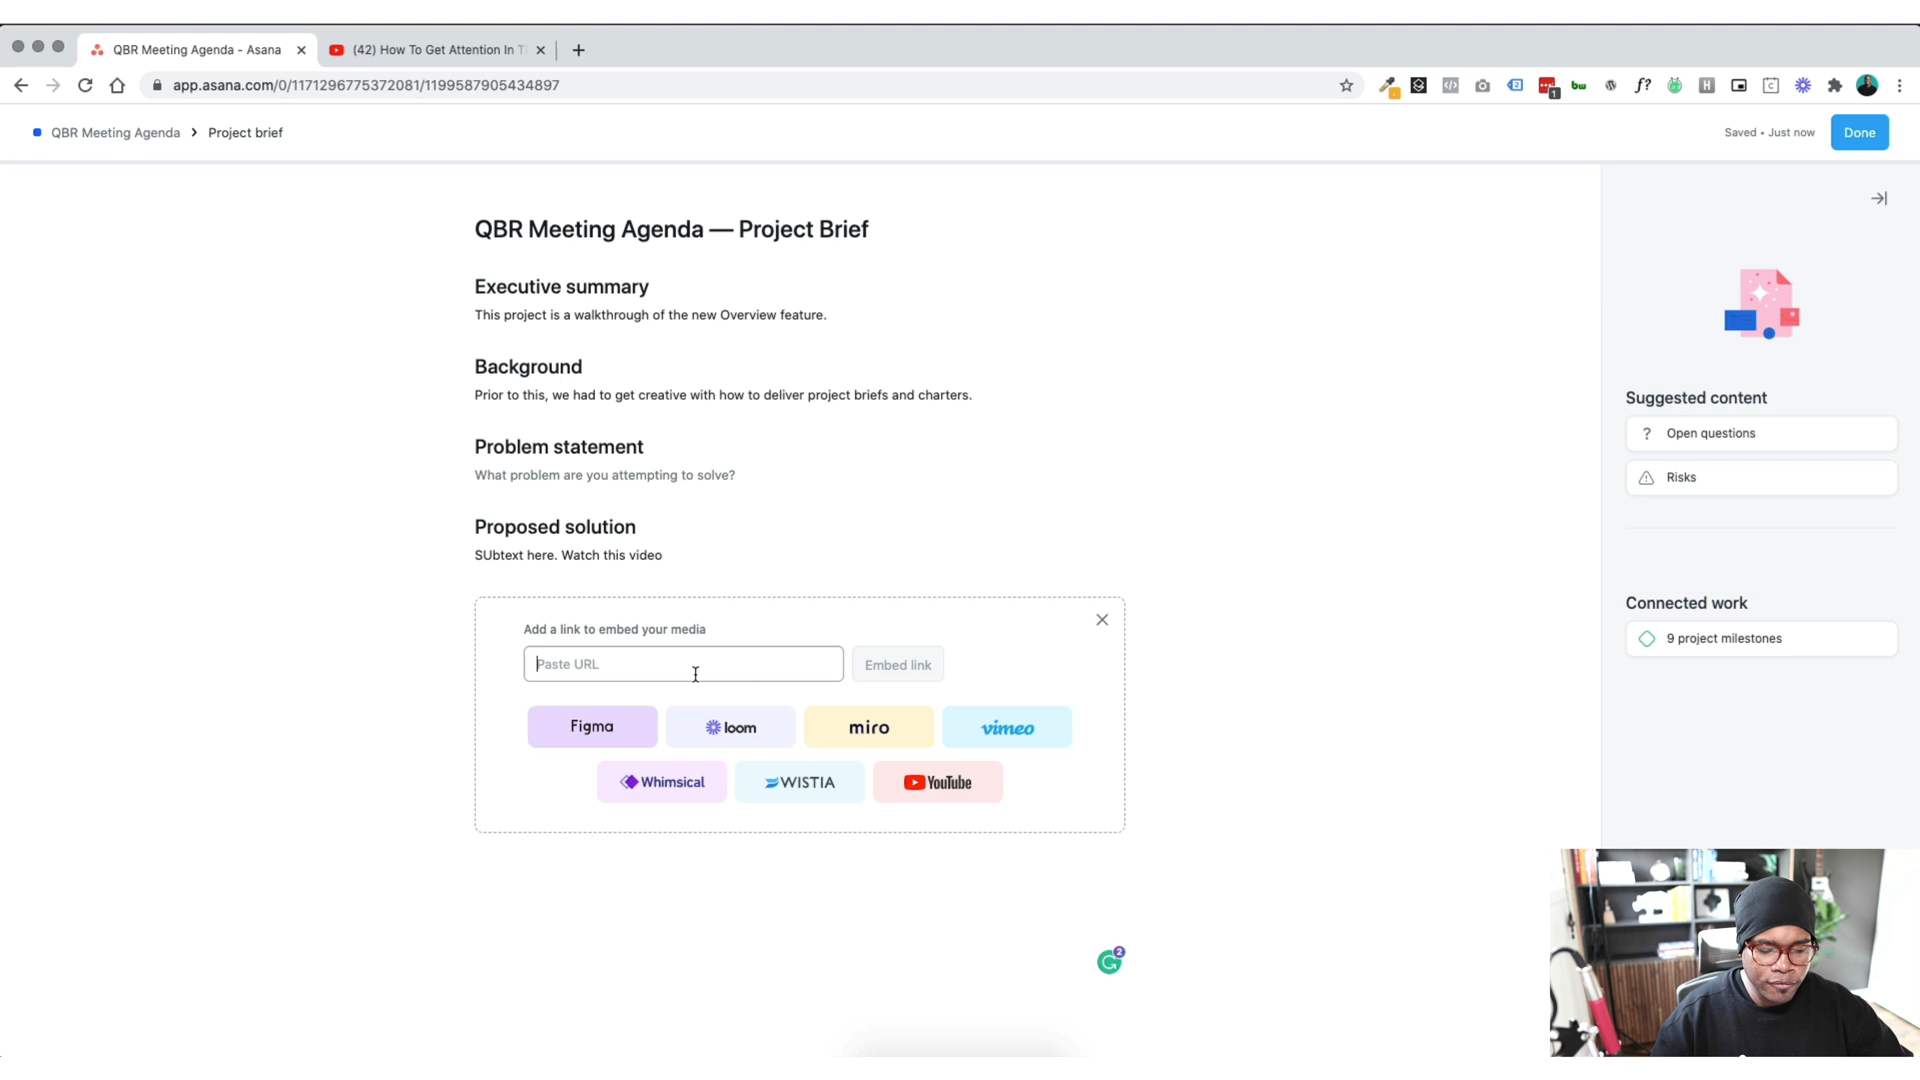 QBR Meeting Agenda - Asana
(42) How To Get Attention In T
app.asana.com/0/1171296775372081/1199587905434897
1
bw
f?
H
C
QBR Meeting Agenda > Project brief
Saved • Just now
Done
QBR Meeting Agenda — Project Brief
Executive summary
This project is a walkthrough of the new Overview feature.
Background
Prior to this, we had to get creative with how to deliver project briefs and charters.
Problem statement
What problem are you attempting to solve?
Proposed solution
SUbtext here. Watch this video
Add a link to embed your media
Paste URL
Embed link
Figma
loom
miro
vimeo
Whimsical
WISTIA
YouTube
2
Suggested content
? Open questions
Risks
Connected work
9 project milestones